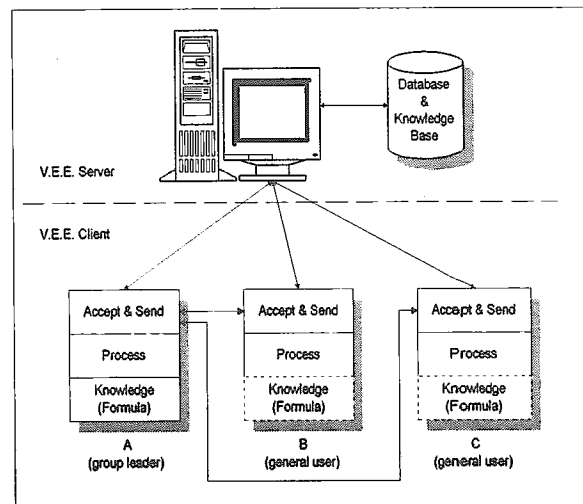 Database
&
Knowledge
Base
V.E.E. Server
V.E.E. Client
Accept & Send
Process
Knowledge
(Formula)
A
(group leader)
Accept & Send
Process
Knowledge
(Formula)
B
(general user)
Accept & Send
Process
Knowledge
(Formula)
C
(general user)